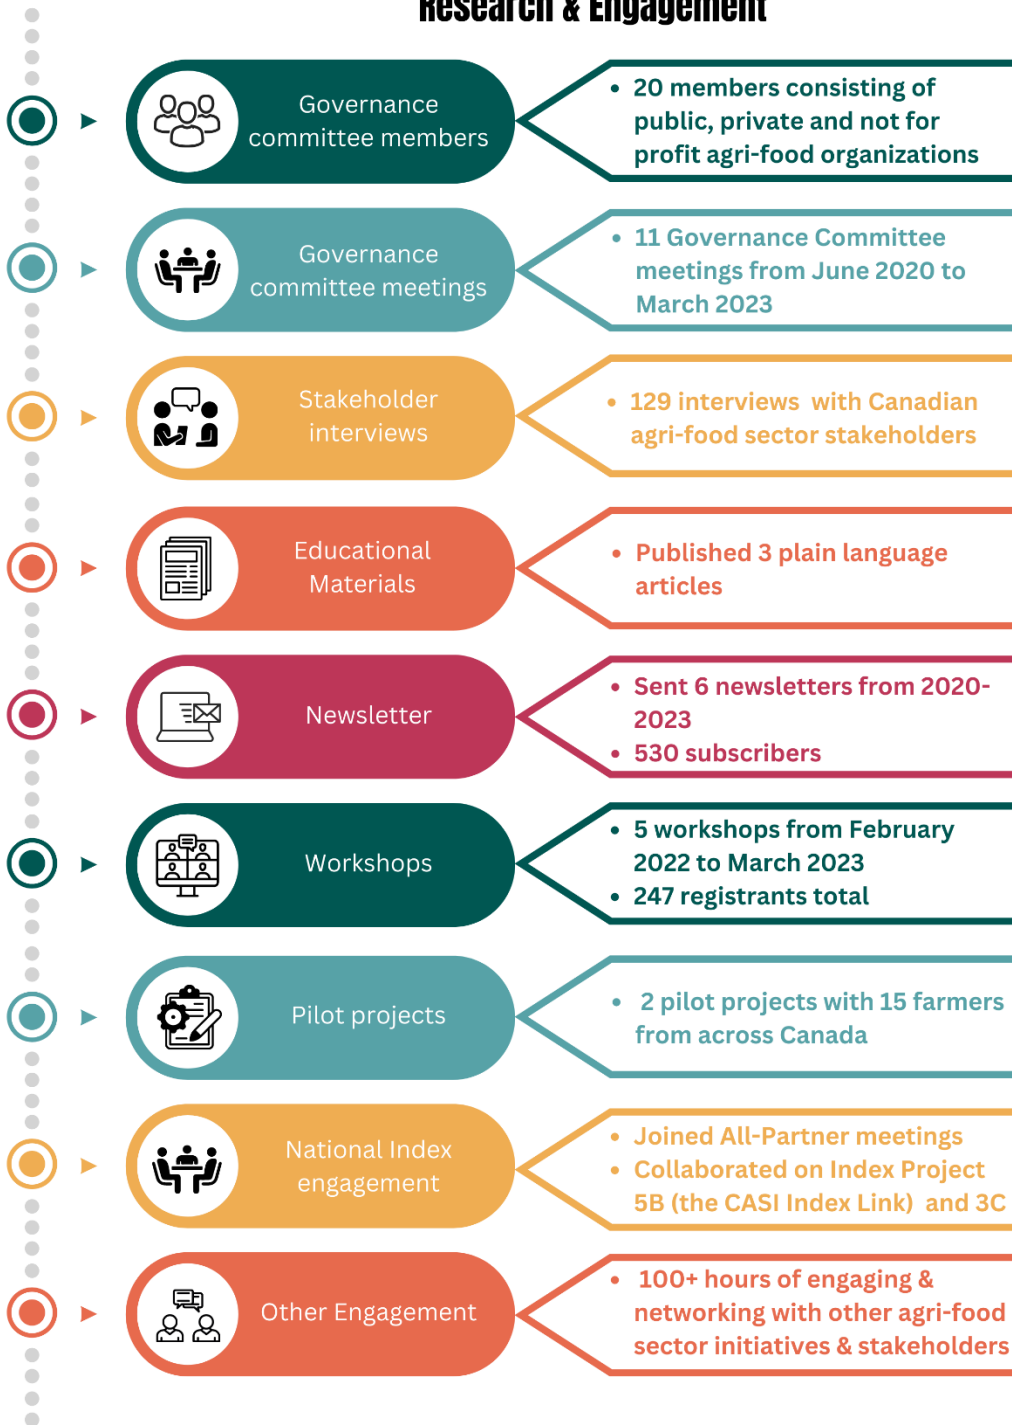 Research & Engagement
Governance
committee members
• 20 members consisting of
public, private and not for
profit agri-food organizations
Governance
committee meetings
• 11 Governance Committee
meetings from June 2020 to
March 2023
Stakeholder
interviews
• 129 interviews with Canadian
agri-food sector stakeholders
Educational
Materials
• Published 3 plain language
articles
Newsletter
• Sent 6 newsletters from 2020-
2023
• 530 subscribers
Workshops
• 5 workshops from February
2022 to March 2023
• 247 registrants total
Pilot projects
• 2 pilot projects with 15 farmers
from across Canada
National Index
engagement
• Joined All-Partner meetings
• Collaborated on Index Project
5B (the CASI Index Link) and 3C
Other Engagement
• 100+ hours of engaging &
networking with other agri-food
sector initiatives & stakeholders